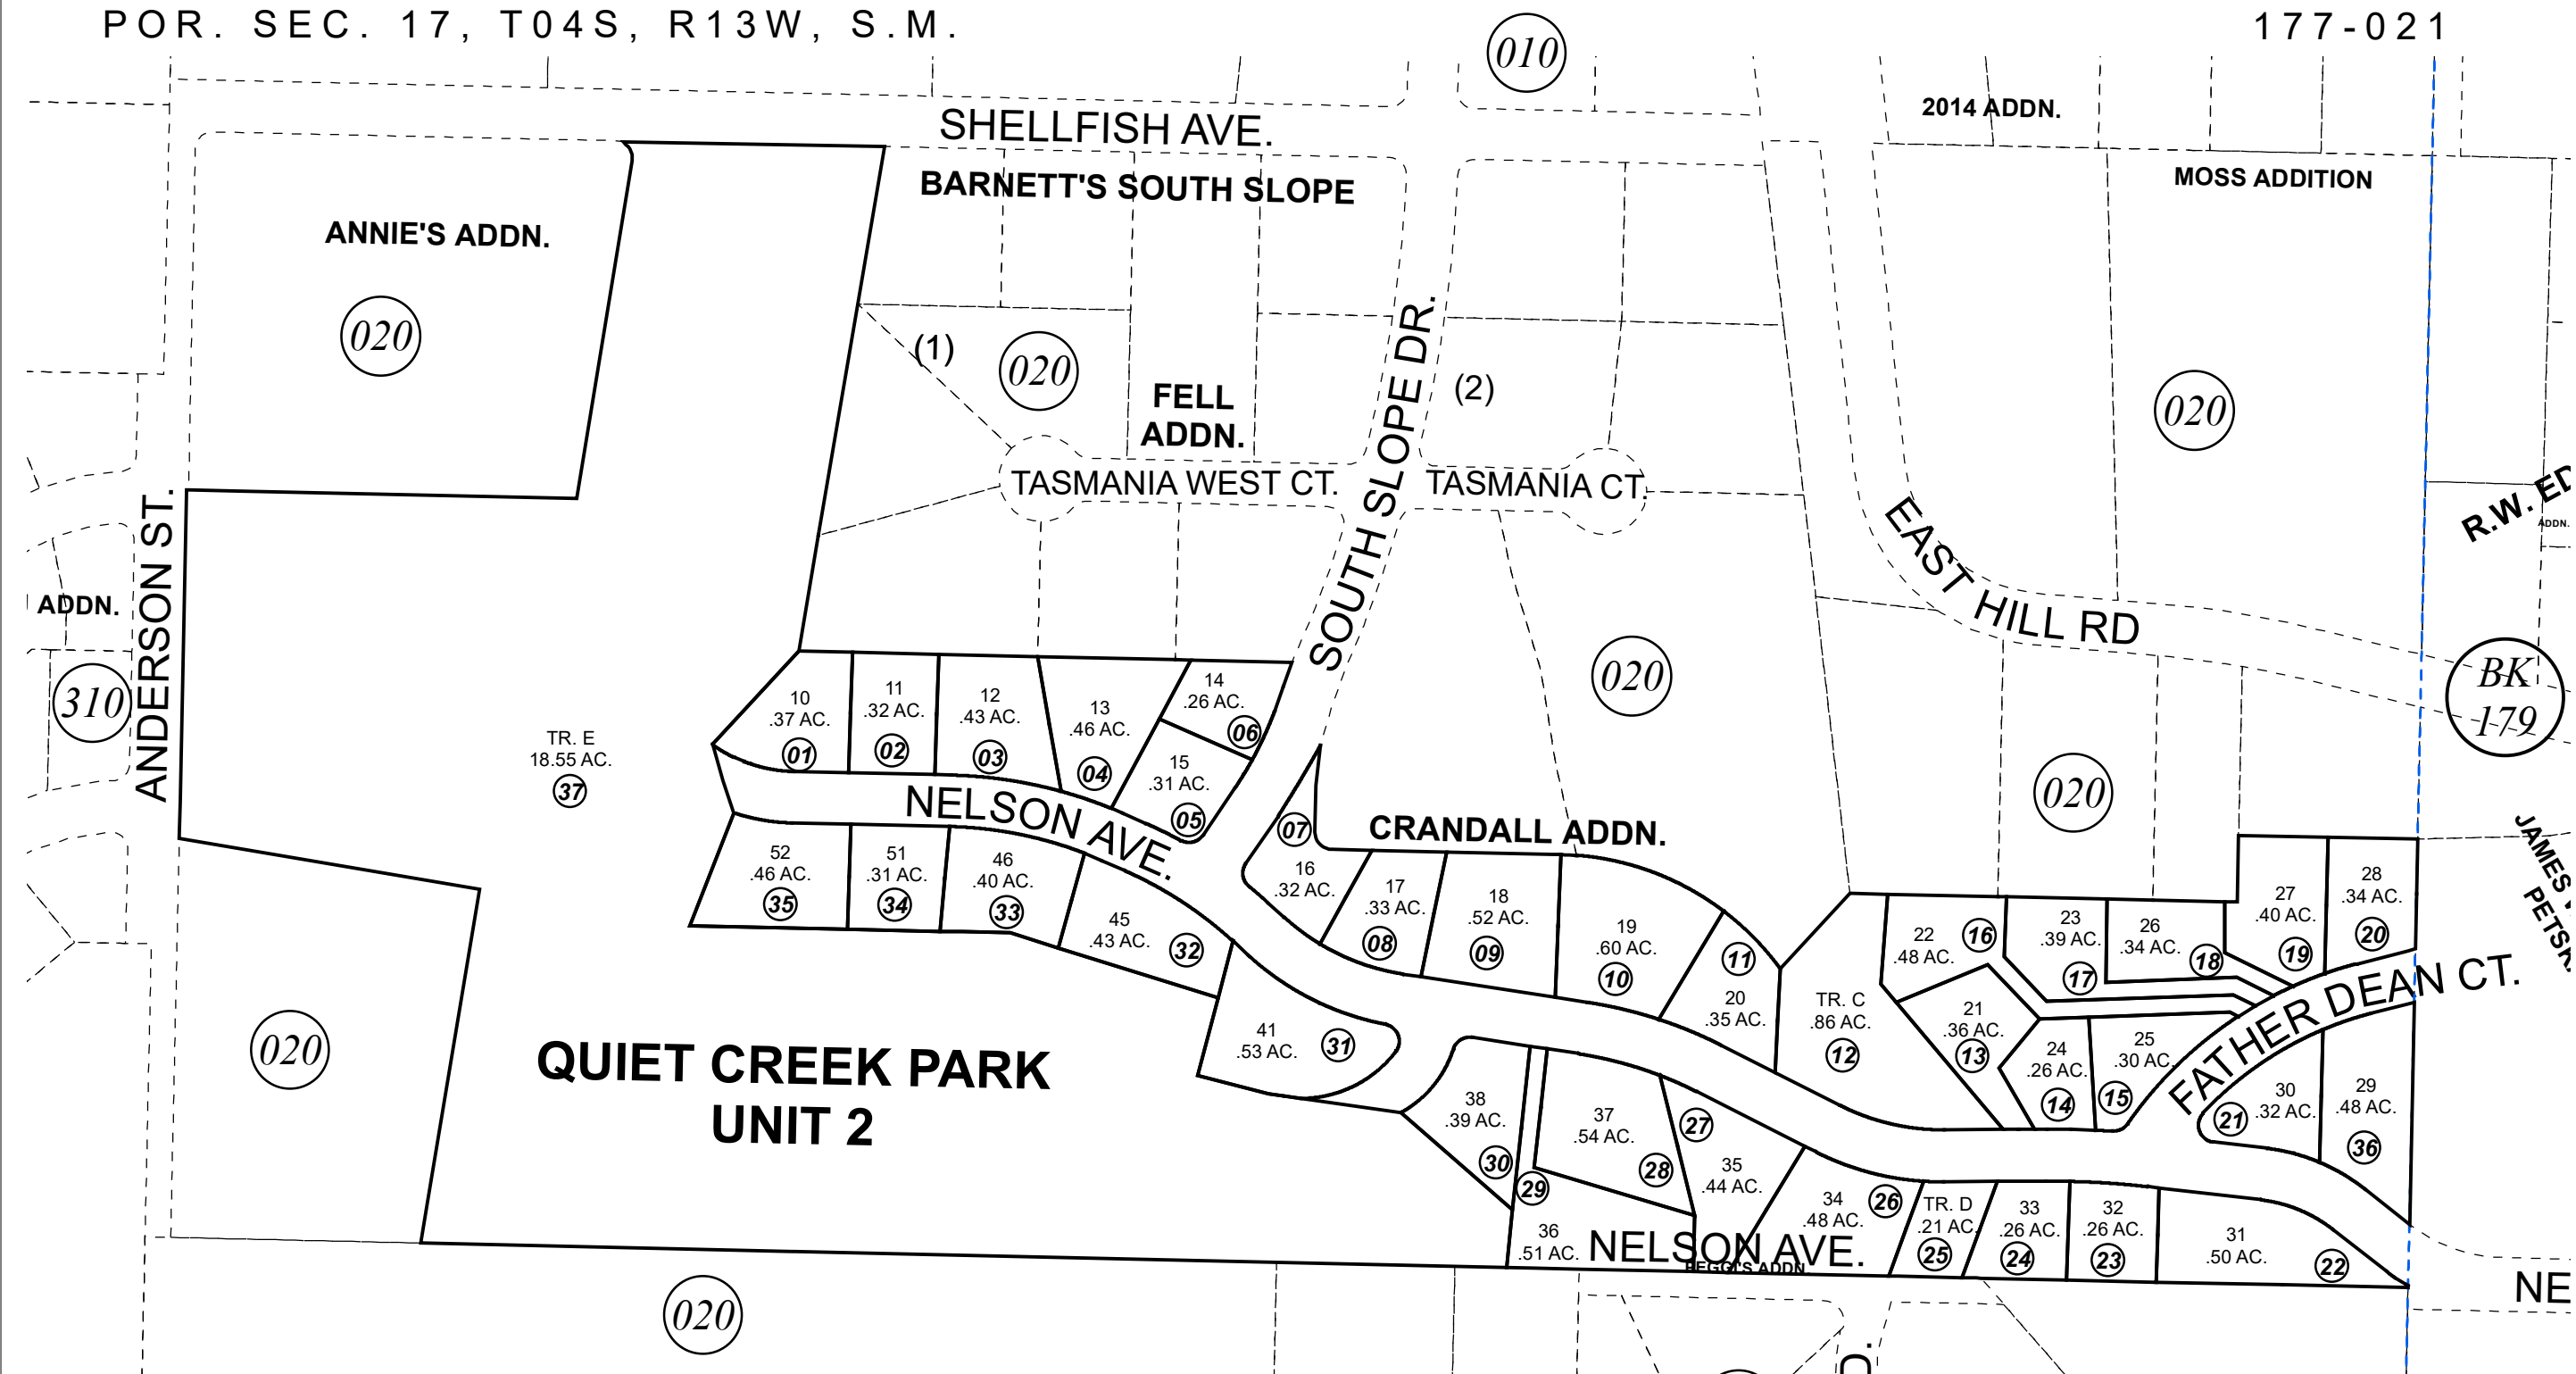 POR. SEC. 17, T04S, R13W, S.M.
177-021
010
2014 ADDN.
SHELLFISH AVE.
BARNETT'S SOUTH SLOPE
MOSS ADDITION
ANNIE'S ADDN.
020
(1)
020
FELL
ADDN.
(2)
020
SOUTH SLOPE DR.
TASMANIA WEST CT.
TASMANIA CT.
ANDERSON ST.
EAST HILL RD
R.W. ED
ADDN.
ADDN.
310
020
BK
179
020
10
.37 AC.
01
11
.32 AC.
02
12
.43 AC.
03
13
.46 AC.
04
14
.26 AC.
06
15
.31 AC.
05
TR. E
18.55 AC.
37
NELSON AVE.
07
16
.32 AC.
CRANDALL ADDN.
JAMES
PETSK
52
.46 AC.
35
51
.31 AC.
34
46
.40 AC.
33
45
.43 AC.
32
17
.33 AC.
08
18
.52 AC.
09
19
.60 AC.
10
11
20
.35 AC.
TR. C
.86 AC.
12
22
.48 AC.
16
23
.39 AC.
17
26
.34 AC.
18
27
.40 AC.
19
28
.34 AC.
20
FATHER DEAN CT.
21
.36 AC.
13
24
.26 AC.
14
25
.30 AC.
15
30
.32 AC.
21
29
.48 AC.
36
020
QUIET CREEK PARK
UNIT 2
41
.53 AC.
31
38
.39 AC.
30
29
37
.54 AC.
28
27
35
.44 AC.
34
.48 AC.
26
TR. D
.21 AC.
25
33
.26 AC.
24
32
.26 AC.
23
31
.50 AC.
22
36
.51 AC.
NELSON AVE.
PEGGI'S ADDN.
NE
020